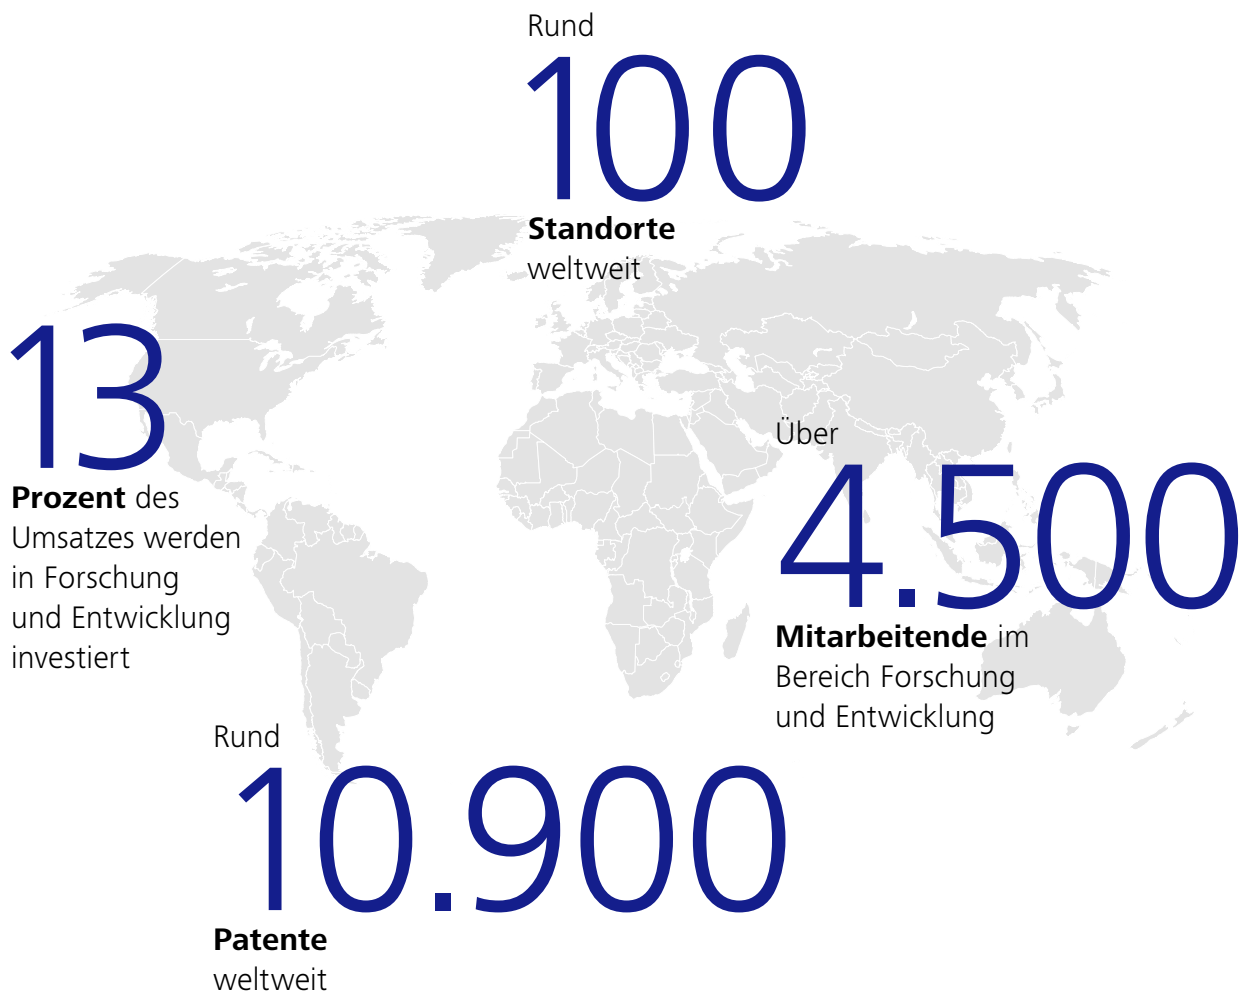 Rund
100
Standorte
weltweit
13
Prozent des
Umsatzes werden
in Forschung
und Entwicklung
investiert
Über
4.500
Mitarbeitende im
Bereich Forschung
und Entwicklung
Rund
10.900
Patente
weltweit